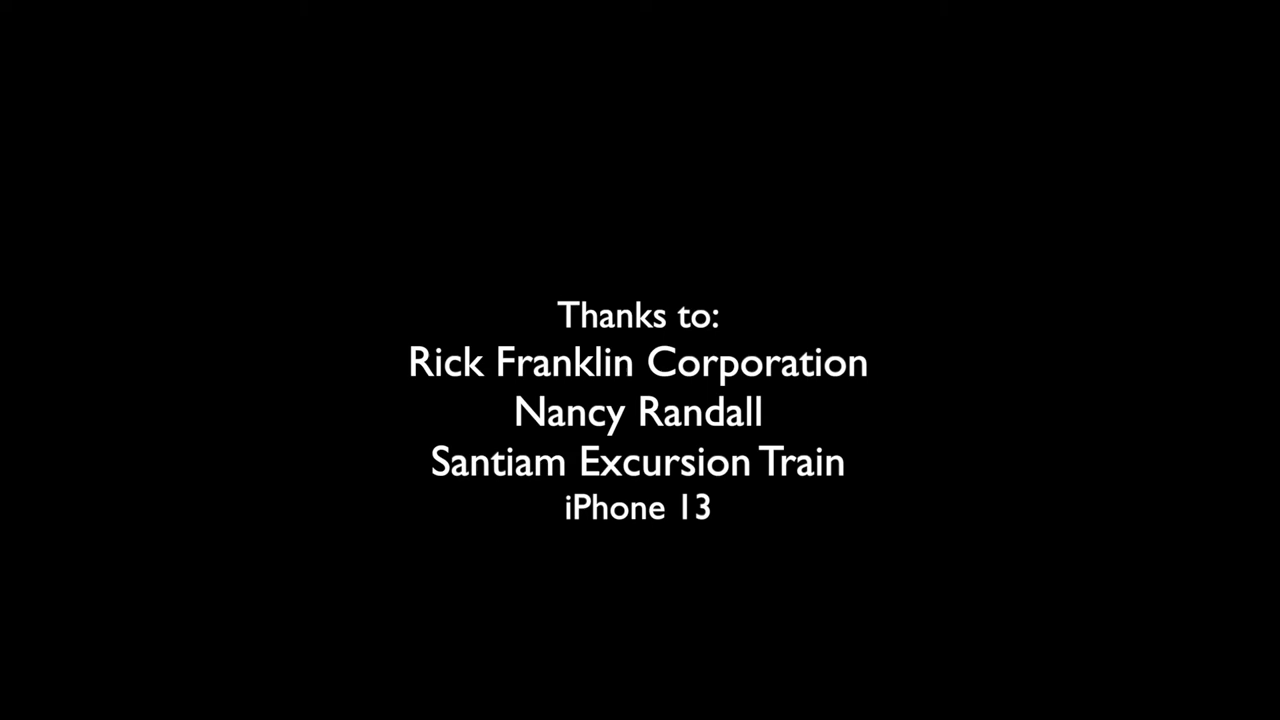 Thanks to:
Rick Franklin Corporation
Nancy Randall
Santiam Excursion Train
iPhone 13